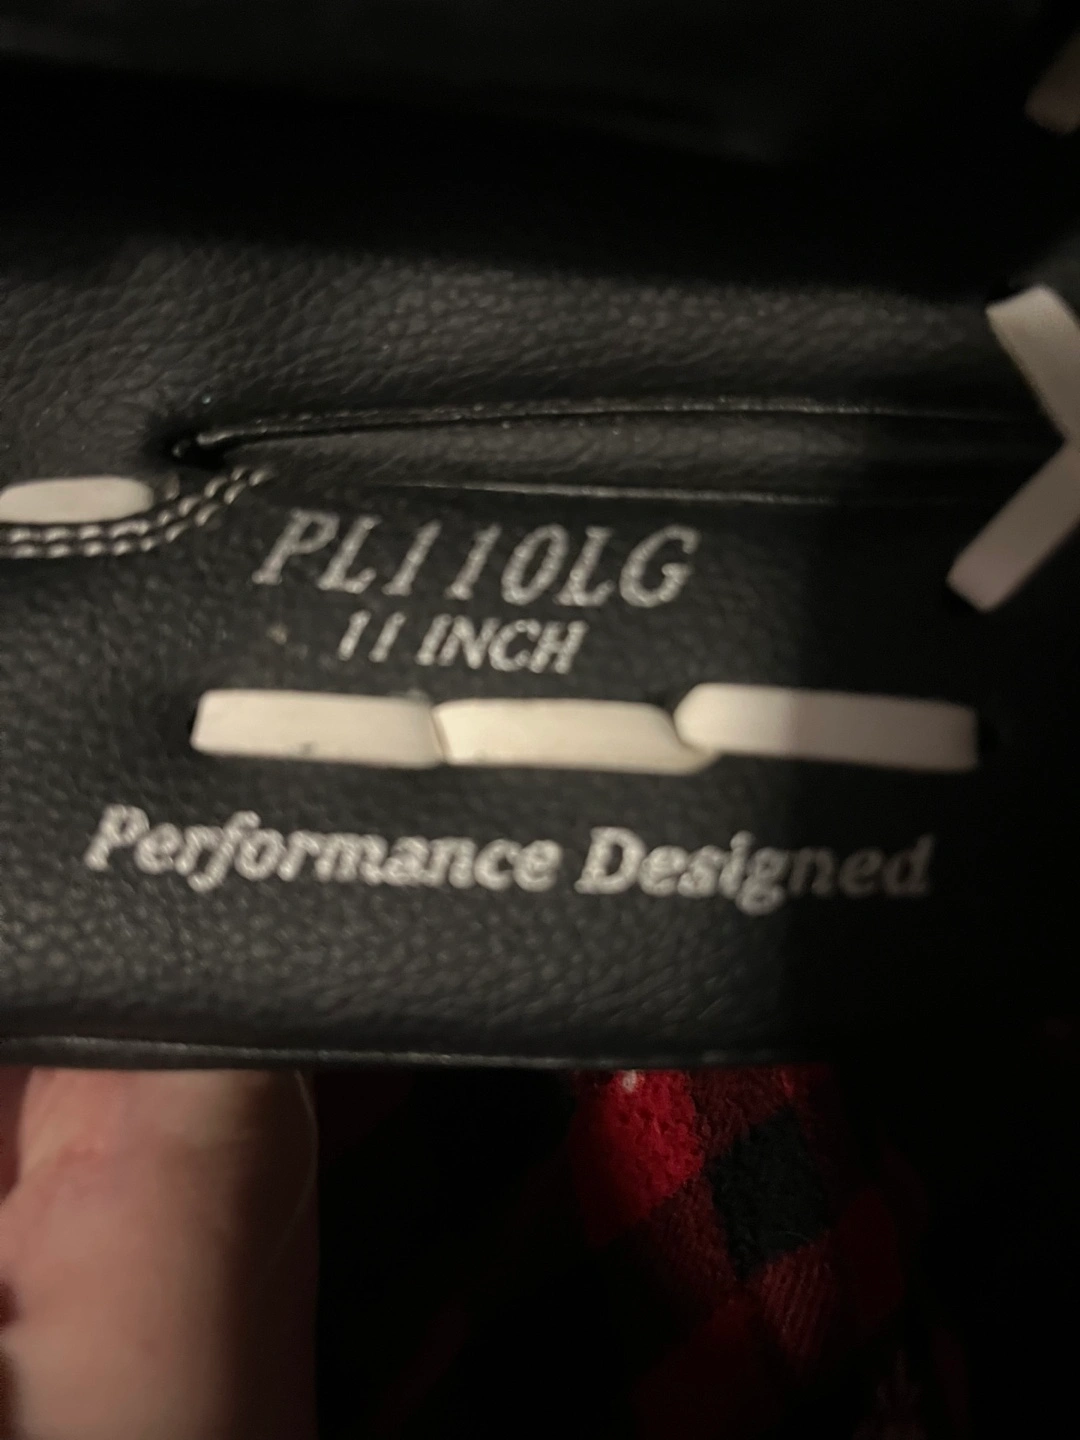 PL110LG
11 INCH
Performance Designed